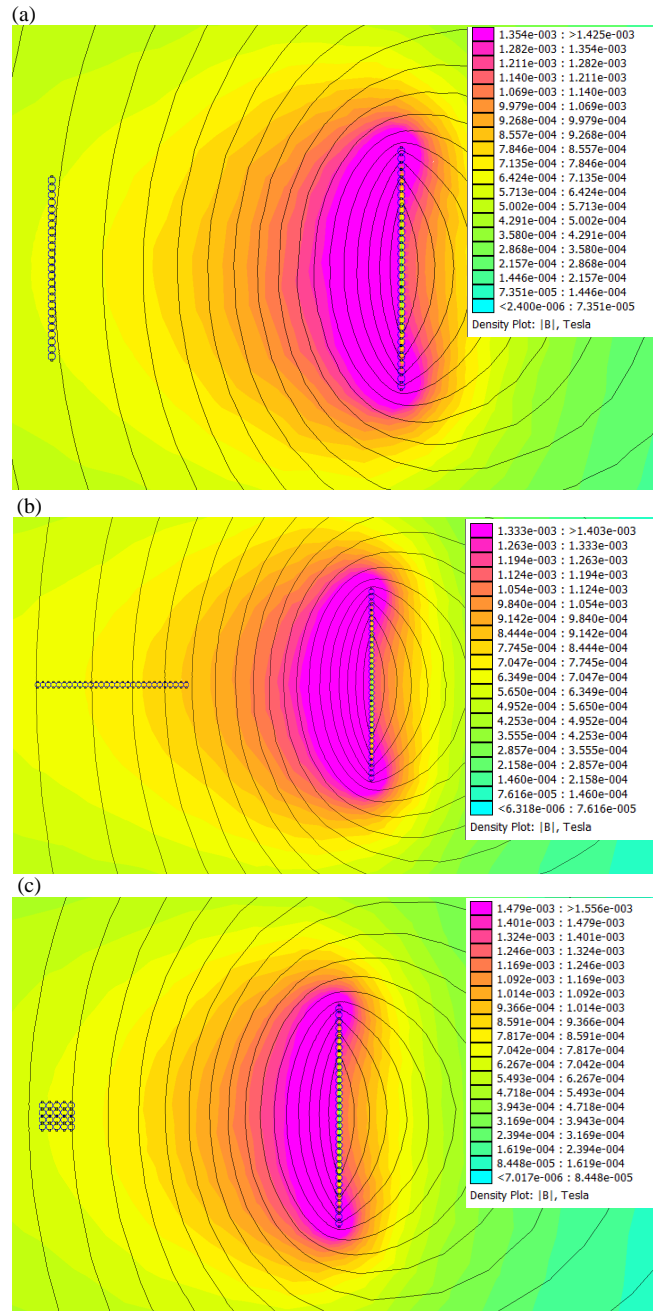 (a)
1.354e-003 : >1.425e-003
1.282e-003 : 1.354e-003
1.211e-003 : 1.282e-003
1.140e-003 : 1.211e-003
1.069e-003 : 1.140e-003
9.979e-004 : 1.069e-003
9.268e-004 : 9.979e-004
8.557e-004 : 9.268e-004
7.846e-004 : 8.557e-004
7.135e-004 : 7.846e-004
6.424e-004 : 7.135e-004
5.713e-004 : 6.424e-004
5.002e-004 : 5.713e-004
4.291e-004 : 5.002e-004
3.580e-004 : 4.291e-004
2.868e-004 : 3.580e-004
2.157e-004 : 2.868e-004
1.446e-004 : 2.157e-004
7.351e-005 : 1.446e-004
<2.400e-006 : 7.351e-005
Density Plot: |B|, Tesla
(b)
1.333e-003 : >1.403e-003
1.263e-003 : 1.333e-003
1.194e-003 : 1.263e-003
1.124e-003 : 1.194e-003
1.054e-003 : 1.124e-003
9.840e-004 : 1.054e-003
9.142e-004 : 9.840e-004
8.444e-004 : 9.142e-004
7.745e-004 : 8.444e-004
7.047e-004 : 7.745e-004
6.349e-004 : 7.047e-004
5.650e-004 : 6.349e-004
4.952e-004 : 5.650e-004
4.253e-004 : 4.952e-004
3.555e-004 : 4.253e-004
2.857e-004 : 3.555e-004
2.158e-004 : 2.857e-004
1.460e-004 : 2.158e-004
7.616e-005 : 1.460e-004
<6.318e-006 : 7.616e-005
Density Plot: |B|, Tesla
(c)
1.479e-003 : >1.556e-003
1.401e-003 : 1.479e-003
1.324e-003 : 1.401e-003
1.246e-003 : 1.324e-003
1.169e-003 : 1.246e-003
1.092e-003 : 1.169e-003
1.014e-003 : 1.092e-003
9.366e-004 : 1.014e-003
8.591e-004 : 9.366e-004
7.817e-004 : 8.591e-004
7.042e-004 : 7.817e-004
6.267e-004 : 7.042e-004
5.493e-004 : 6.267e-004
4.718e-004 : 5.493e-004
3.943e-004 : 4.718e-004
3.169e-004 : 3.943e-004
2.394e-004 : 3.169e-004
1.619e-004 : 2.394e-004
8.448e-005 : 1.619e-004
<7.017e-006 : 8.448e-005
Density Plot: |B|, Tesla